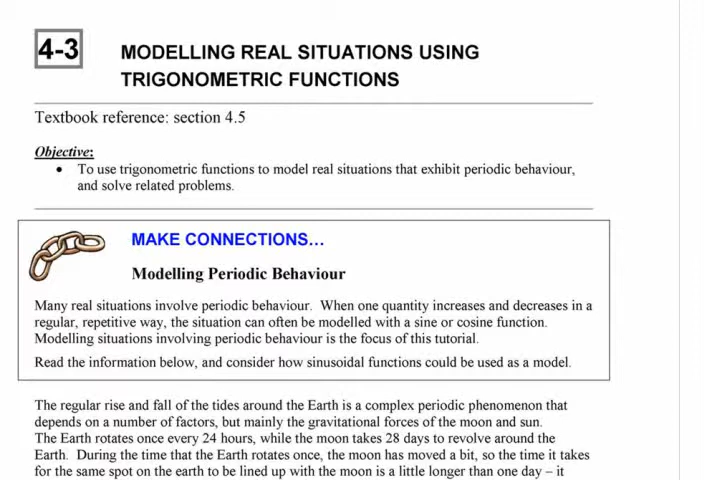 4-3
MODELLING REAL SITUATIONS USING
TRIGONOMETRIC FUNCTIONS
Textbook reference: section 4.5
Objective:
• To use trigonometric functions to model real situations that exhibit periodic behaviour,
and solve related problems.
MAKE CONNECTIONS…
Modelling Periodic Behaviour
Many real situations involve periodic behaviour. When one quantity increases and decreases in a
regular, repetitive way, the situation can often be modelled with a sine or cosine function.
Modelling situations involving periodic behaviour is the focus of this tutorial.
Read the information below, and consider how sinusoidal functions could be used as a model.
The regular rise and fall of the tides around the Earth is a complex periodic phenomenon that
depends on a number of factors, but mainly the gravitational forces of the moon and sun.
The Earth rotates once every 24 hours, while the moon takes 28 days to revolve around the
Earth. During the time that the Earth rotates once, the moon has moved a bit, so the time it takes
for the same spot on the earth to be lined up with the moon is a little longer than one day – it